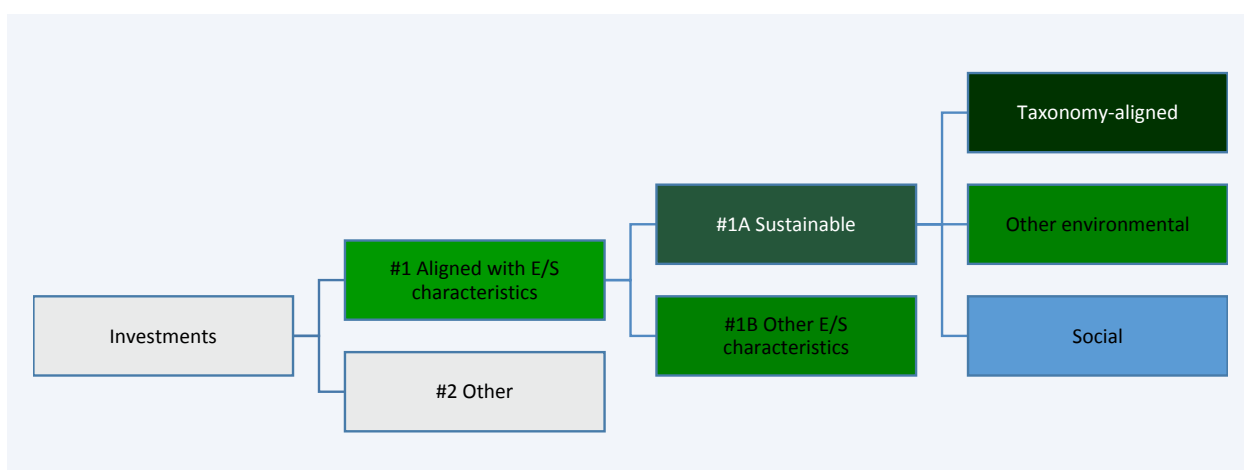 Investments
#1 Aligned with E/S
characteristics
#2 Other
#1A Sustainable
#1B Other E/S
characteristics
Taxonomy-aligned
Other environmental
Social